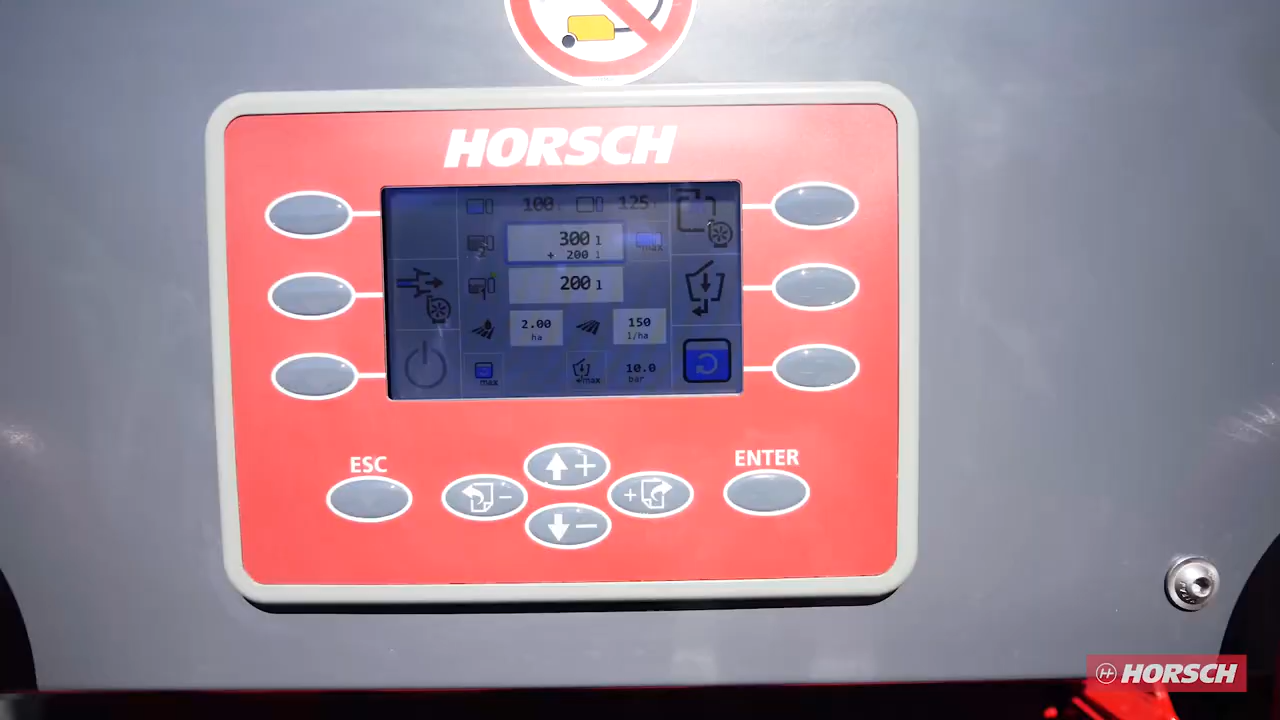 HORSCH
100
125
300 l
+ 200 l
max
200 l
2.00
ha
150
l/ha
max
max
10.0
bar
ESC
ENTER
+
-
+
-
HORSCH